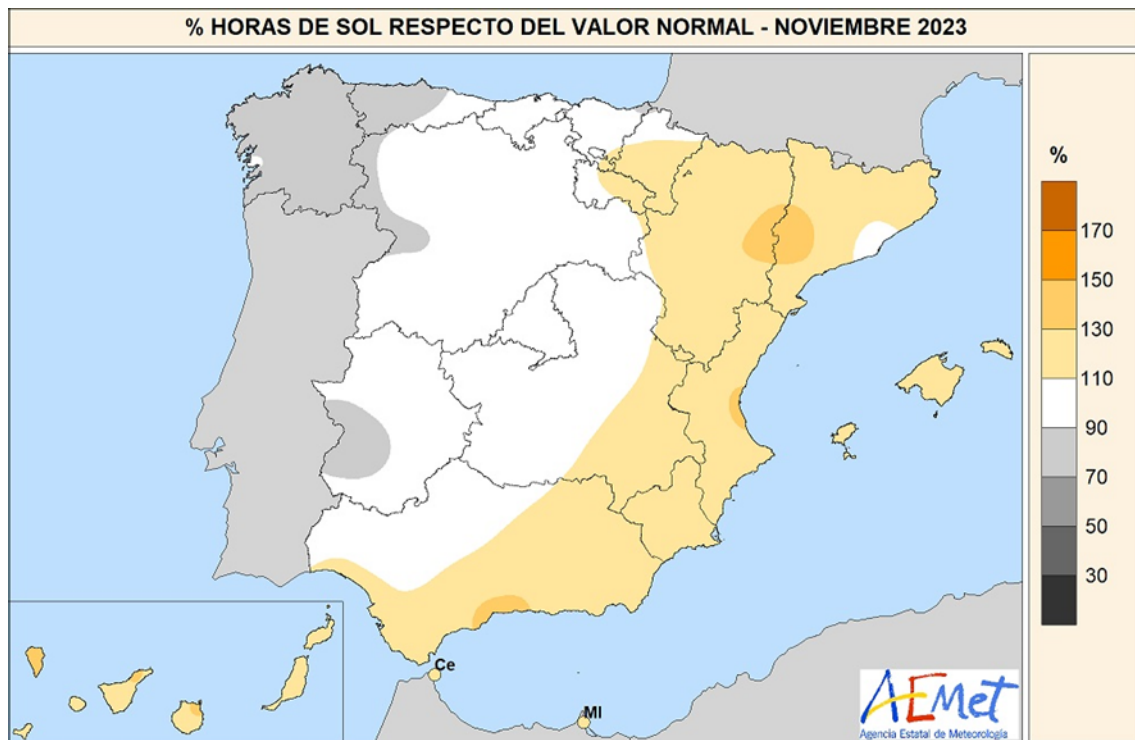 % HORAS DE SOL RESPECTO DEL VALOR NORMAL - NOVIEMBRE 2023
%
170
150
130
110
90
70
50
30
Ce
Ml
AEMet
Agencia Estatal de Meteorología